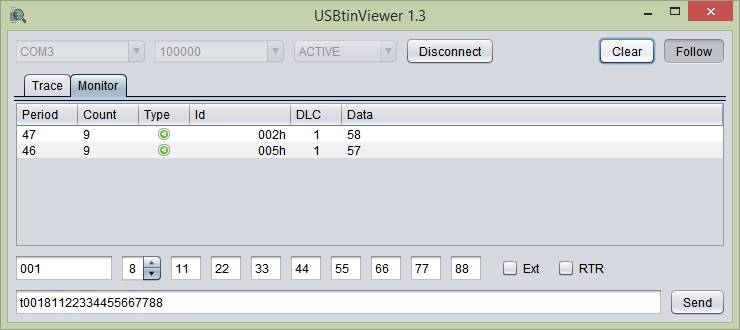 USBtinViewer 1.3
COM3 100000 ACTIVE Disconnect Clear Follow
Trace Monitor
Period Count Type Id DLC Data
47 9 002h 1 58
46 9 005h 1 57
001 8 11 22 33 44 55 66 77 88 Ext RTR
t00181122334455667788 Send